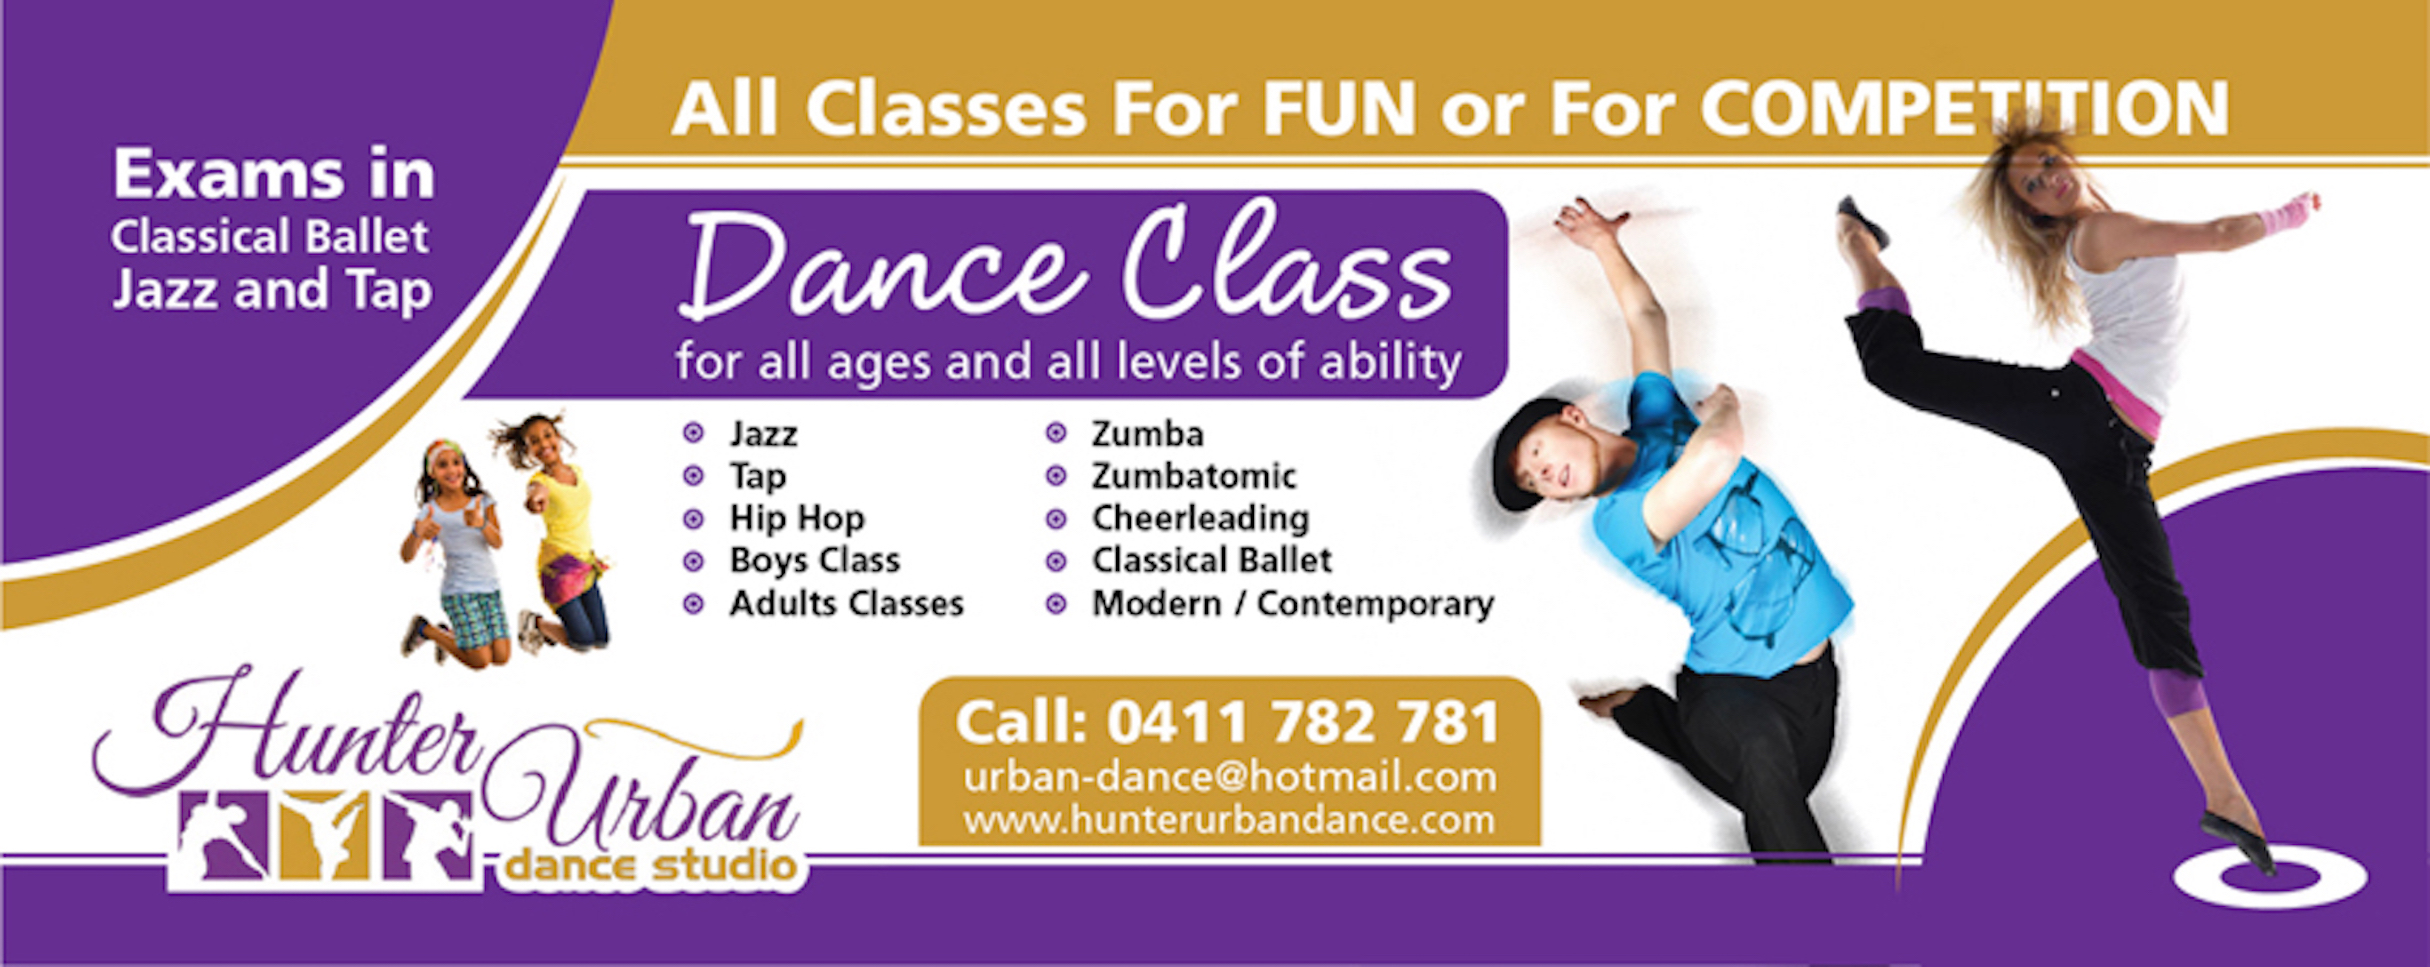 All Classes For FUN or For COMPETITION
Exams in
Classical Ballet
Jazz and Tap
Dance Class
for all ages and all levels of ability
Jazz
Tap
Hip Hop
Boys Class
Adults Classes
Zumba
Zumbatomic
Cheerleading
Classical Ballet
Modern / Contemporary
Hunter
Urban
dance studio
Call: 0411 782 781
urban-dance@hotmail.com
www.hunterurbandance.com